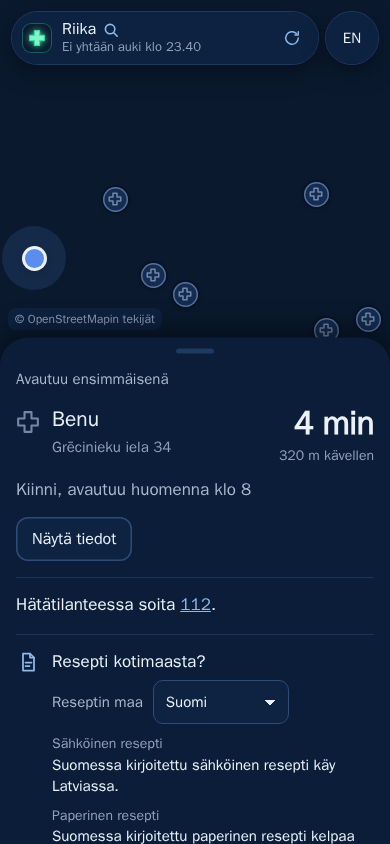 Riika
Ei yhtään auki klo 23.40
EN
© OpenStreetMapin tekijät
Avautuu ensimmäisenä
Benu
4 min
Grēcinieku iela 34
320 m kävellen
Kiinni, avautuu huomenna klo 8
Näytä tiedot
Hätätilanteessa soita 112.
Resepti kotimaasta?
Reseptin maa
Suomi
Sähköinen resepti
Suomessa kirjoitettu sähköinen resepti käy
Latviassa.
Paperinen resepti
Suomessa kirjoitettu paperinen resepti kelpaa